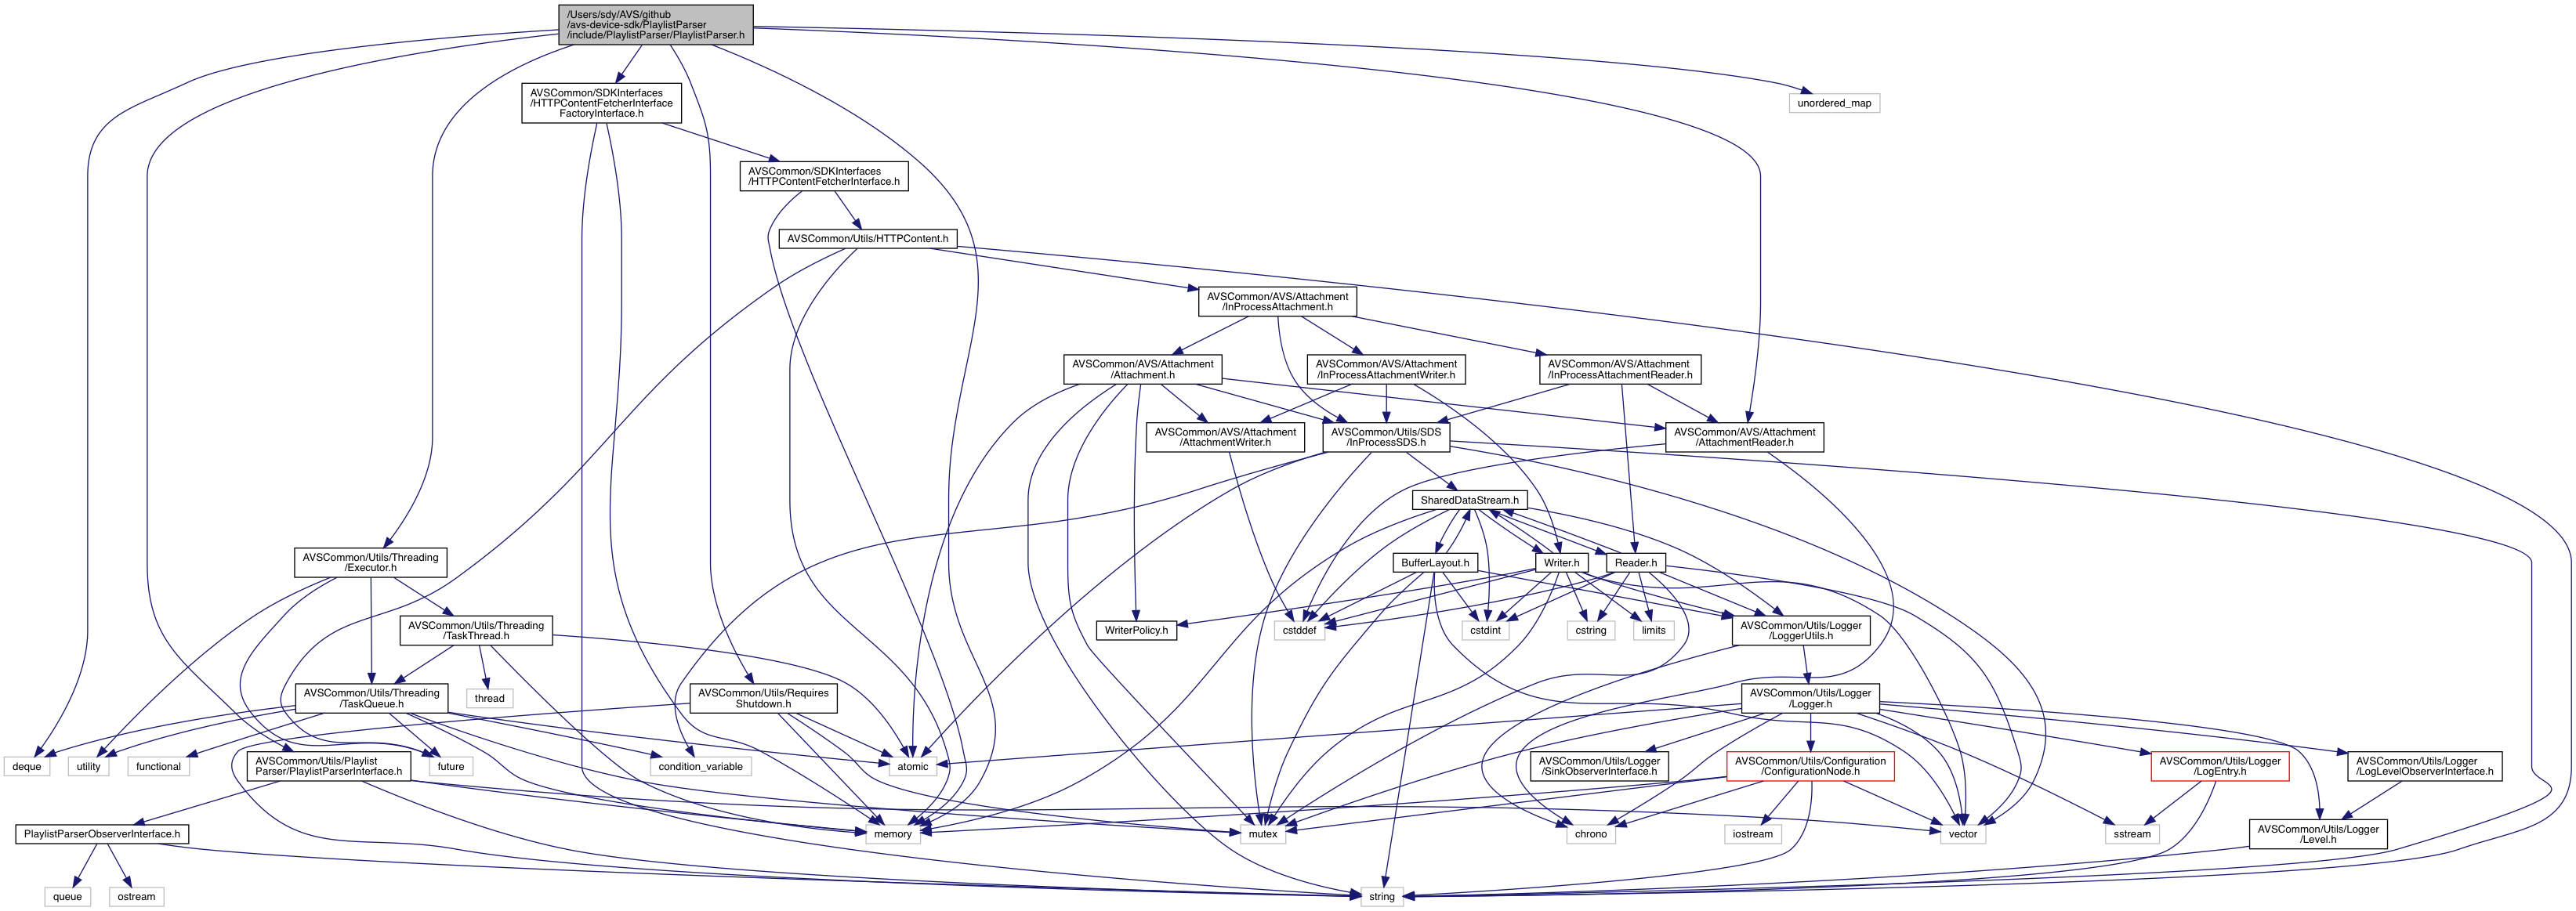 /Users/sdy/AVS/github
/avs-device-sdk/PlaylistParser
/include/PlaylistParser/PlaylistParser.h
AVSCommon/SDKInterfaces
/HTTPContentFetcherInterface
FactoryInterface.h
unordered_map
AVSCommon/SDKInterfaces
/HTTPContentFetcherInterface.h
AVSCommon/Utils/HTTPContent.h
AVSCommon/AVS/Attachment
/InProcessAttachment.h
AVSCommon/AVS/Attachment
/Attachment.h
AVSCommon/AVS/Attachment
/InProcessAttachmentWriter.h
AVSCommon/AVS/Attachment
/InProcessAttachmentReader.h
AVSCommon/AVS/Attachment
/AttachmentWriter.h
AVSCommon/Utils/SDS
/InProcessSDS.h
AVSCommon/AVS/Attachment
/AttachmentReader.h
SharedDataStream.h
AVSCommon/Utils/Threading
/Executor.h
BufferLayout.h
Writer.h
Reader.h
AVSCommon/Utils/Threading
/TaskThread.h
WriterPolicy.h
cstddef
cstdint
cstring
limits
AVSCommon/Utils/Logger
/LoggerUtils.h
AVSCommon/Utils/Threading
/TaskQueue.h
thread
AVSCommon/Utils/Requires
Shutdown.h
AVSCommon/Utils/Logger
/Logger.h
deque
utility
functional
AVSCommon/Utils/Playlist
Parser/PlaylistParserInterface.h
future
condition_variable
atomic
AVSCommon/Utils/Logger
/SinkObserverInterface.h
AVSCommon/Utils/Configuration
/ConfigurationNode.h
AVSCommon/Utils/Logger
/LogEntry.h
AVSCommon/Utils/Logger
/LogLevelObserverInterface.h
PlaylistParserObserverInterface.h
memory
mutex
chrono
iostream
vector
sstream
AVSCommon/Utils/Logger
/Level.h
queue
ostream
string